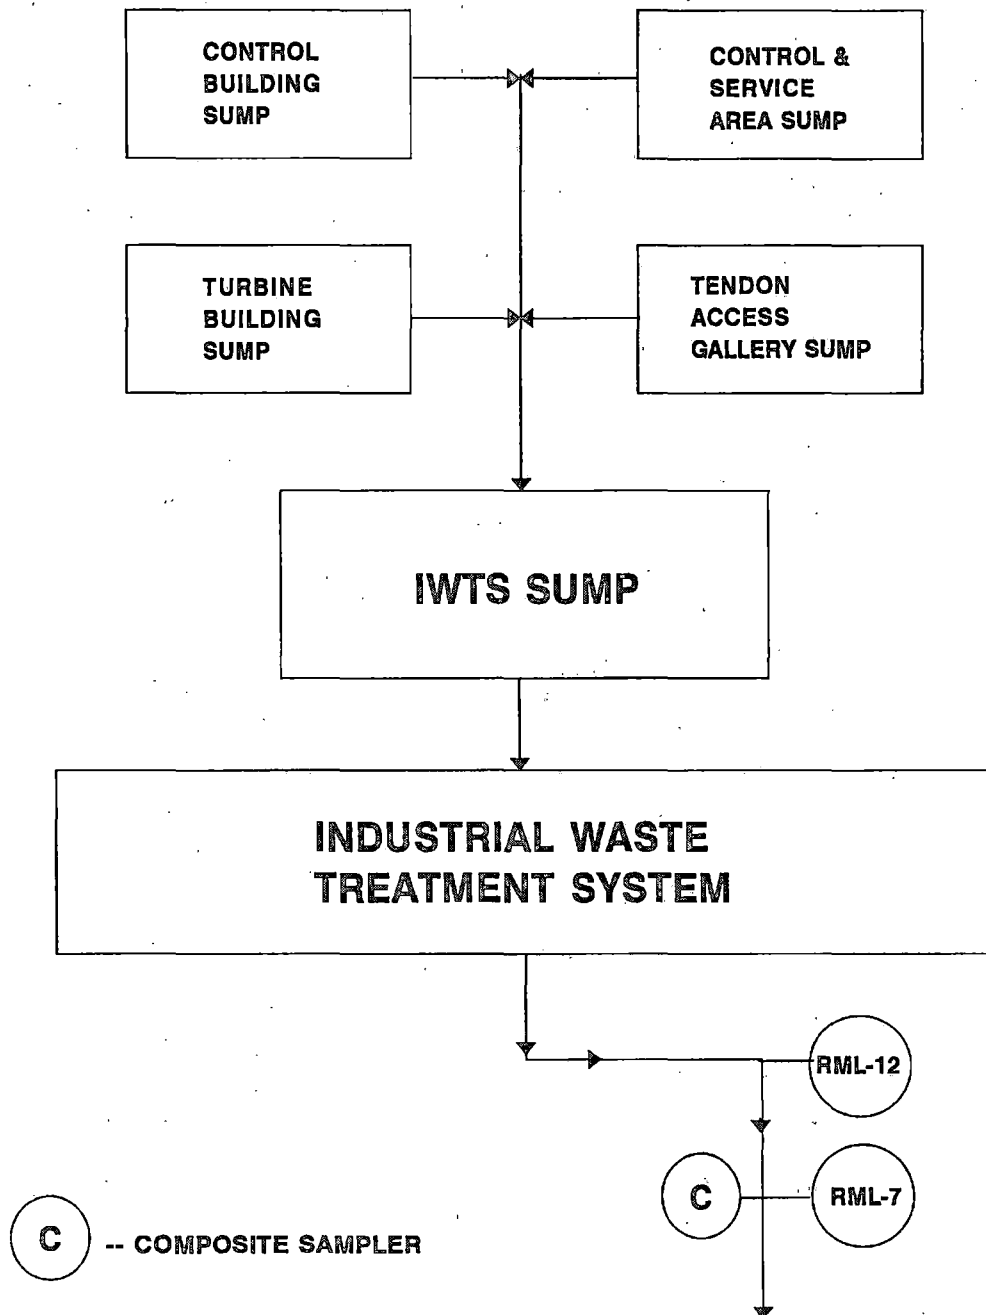 CONTROL
BUILDING
SUMP
CONTROL &
SERVICE
AREA SUMP
TURBINE
BUILDING
SUMP
TENDON
ACCESS
GALLERY SUMP
IWTS SUMP
INDUSTRIAL WASTE
TREATMENT SYSTEM
RML-12
C
RML-7
C -- COMPOSITE SAMPLER